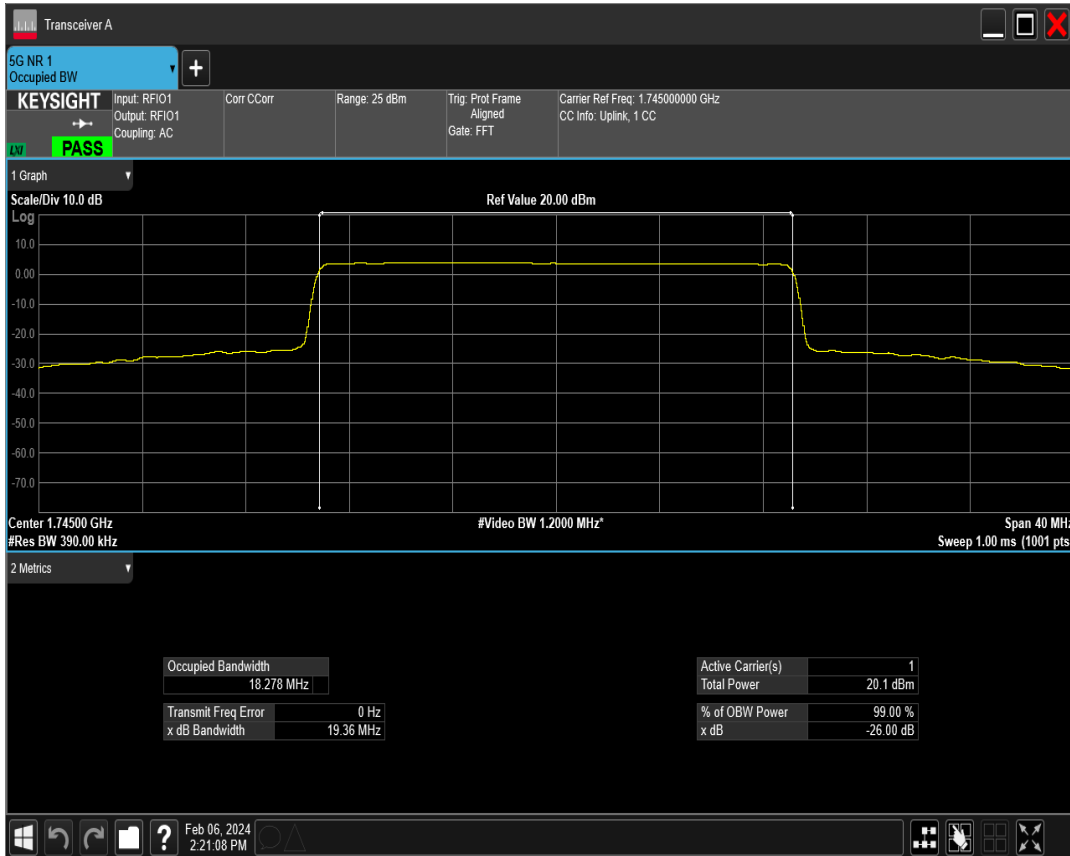 Transceiver A
5G NR 1
Occupied BW
+
KEYSIGHT
LXI
PASS
Input: RFIO1
Output: RFIO1
Coupling: AC
Corr CCorr
Range: 25 dBm
Trig: Prot Frame
Aligned
Gate: FFT
Carrier Ref Freq: 1.745000000 GHz
CC Info: Uplink, 1 CC
1 Graph
Scale/Div 10.0 dB
Ref Value 20.00 dBm
Log
10.0
0.00
-10.0
-20.0
-30.0
-40.0
-50.0
-60.0
-70.0
Center 1.74500 GHz
#Video BW 1.2000 MHz*
Span 40 MHz
#Res BW 390.00 kHz
Sweep 1.00 ms (1001 pts
2 Metrics
Occupied Bandwidth
18.278 MHz
Transmit Freq Error 0 Hz
x dB Bandwidth 19.36 MHz
Active Carrier(s) 1
Total Power 20.1 dBm
% of OBW Power 99.00 %
x dB -26.00 dB
?
Feb 06, 2024
2:21:08 PM